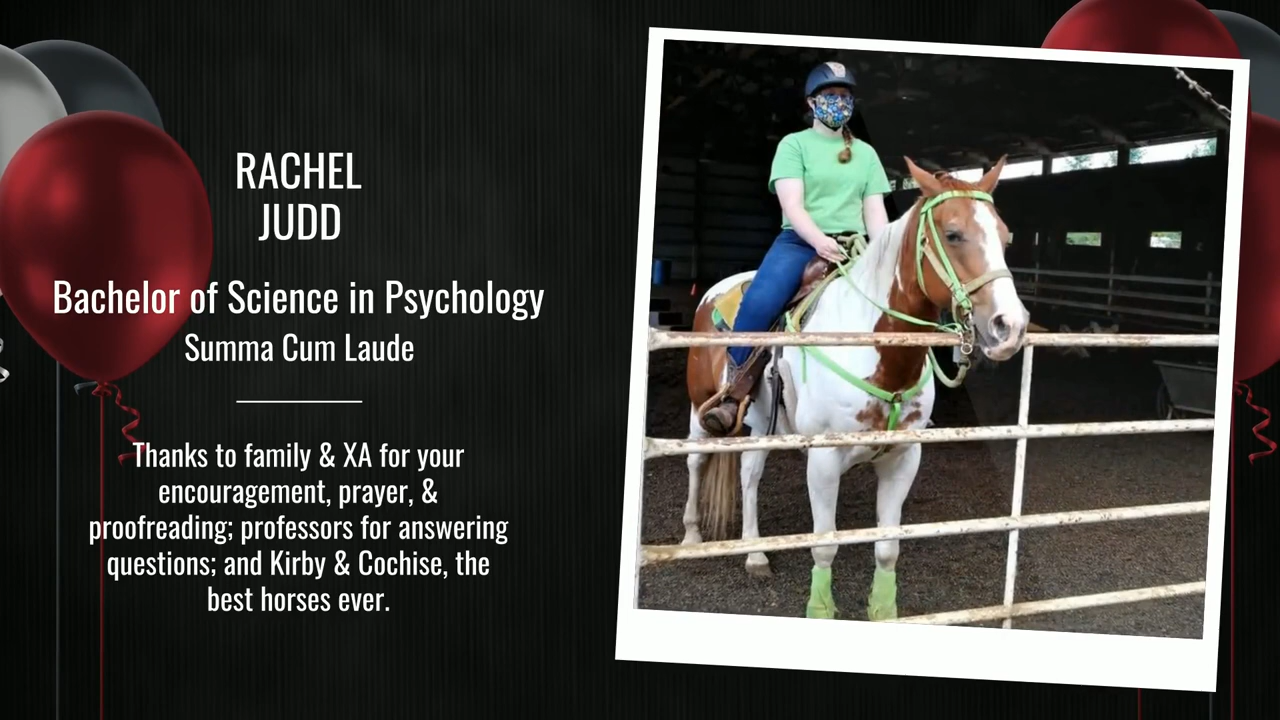 RACHEL
JUDD
Bachelor of Science in Psychology
Summa Cum Laude
Thanks to family & XA for your
encouragement, prayer, &
proofreading; professors for answering
questions; and Kirby & Cochise, the
best horses ever.